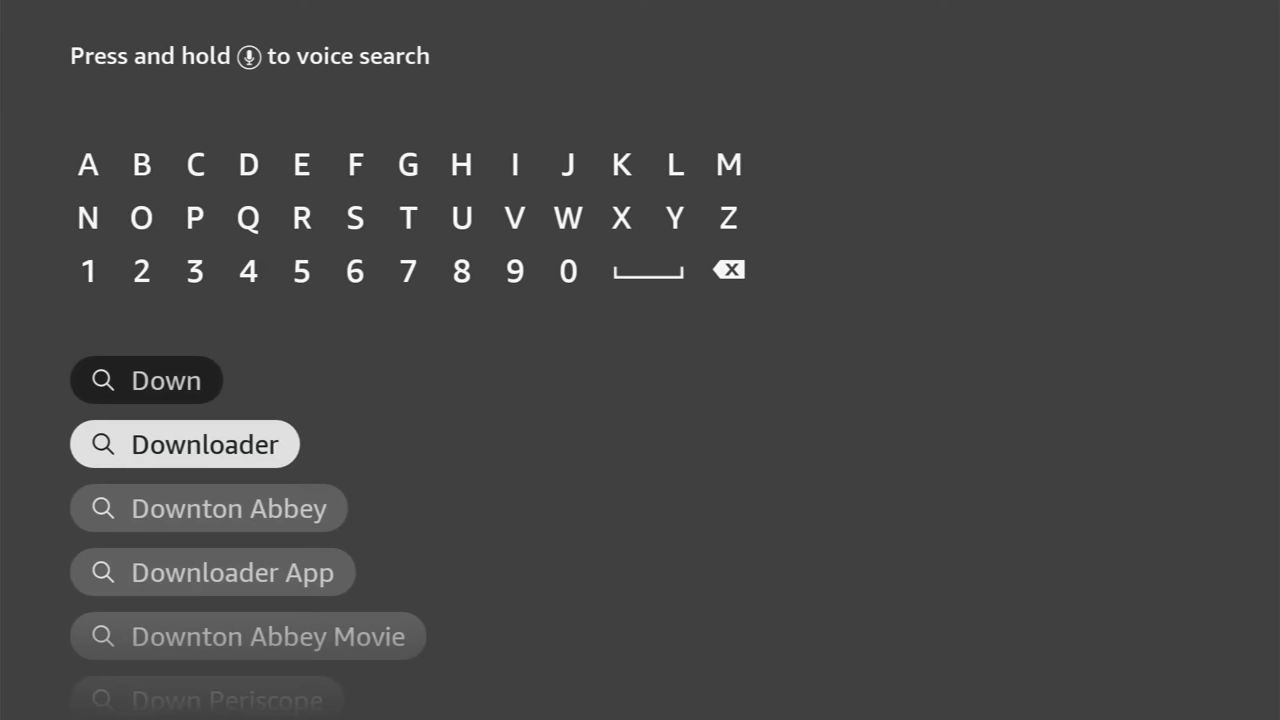 Press and hold to voice search
A B C D E F G H I J K L M
N O P Q R S T U V W X Y Z
1 2 3 4 5 6 7 8 9 0
Down
Downloader
Downton Abbey
Downloader App
Downton Abbey Movie
Down Periscope